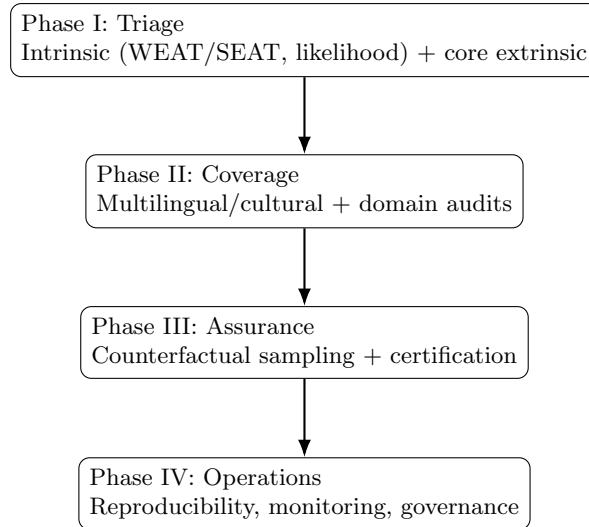 Phase I: Triage
Intrinsic (WEAT/SEAT, likelihood) + core extrinsic
Phase II: Coverage
Multilingual/cultural + domain audits
Phase III: Assurance
Counterfactual sampling + certification
Phase IV: Operations
Reproducibility, monitoring, governance